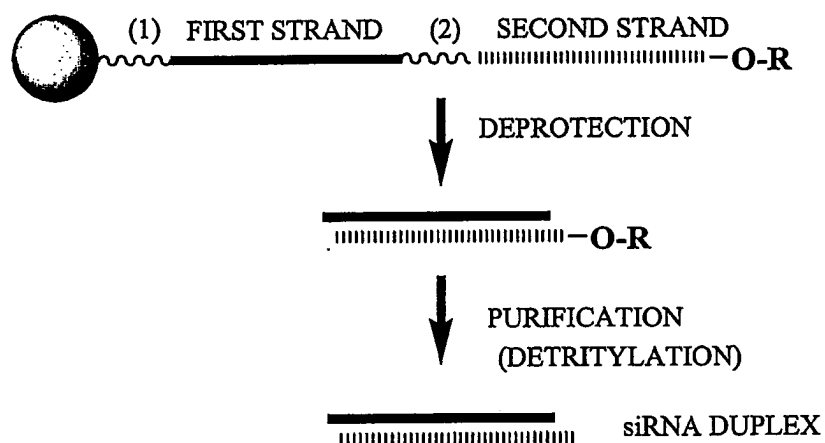 (1) FIRST STRAND (2) SECOND STRAND
O-R
DEPROTECTION
O-R
PURIFICATION
(DETRITYLATION)
siRNA DUPLEX